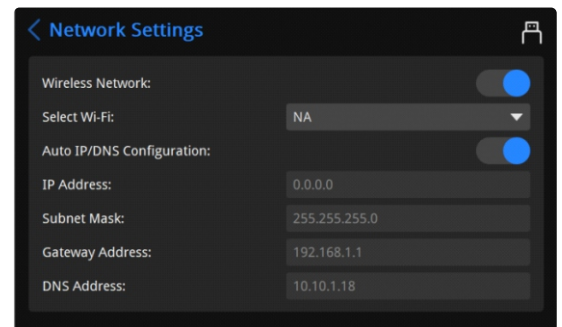 Network Settings
Wireless Network:
Select Wi-Fi: NA
Auto IP/DNS Configuration:
IP Address: 0.0.0.0
Subnet Mask: 255.255.255.0
Gateway Address: 192.168.1.1
DNS Address: 10.10.1.18